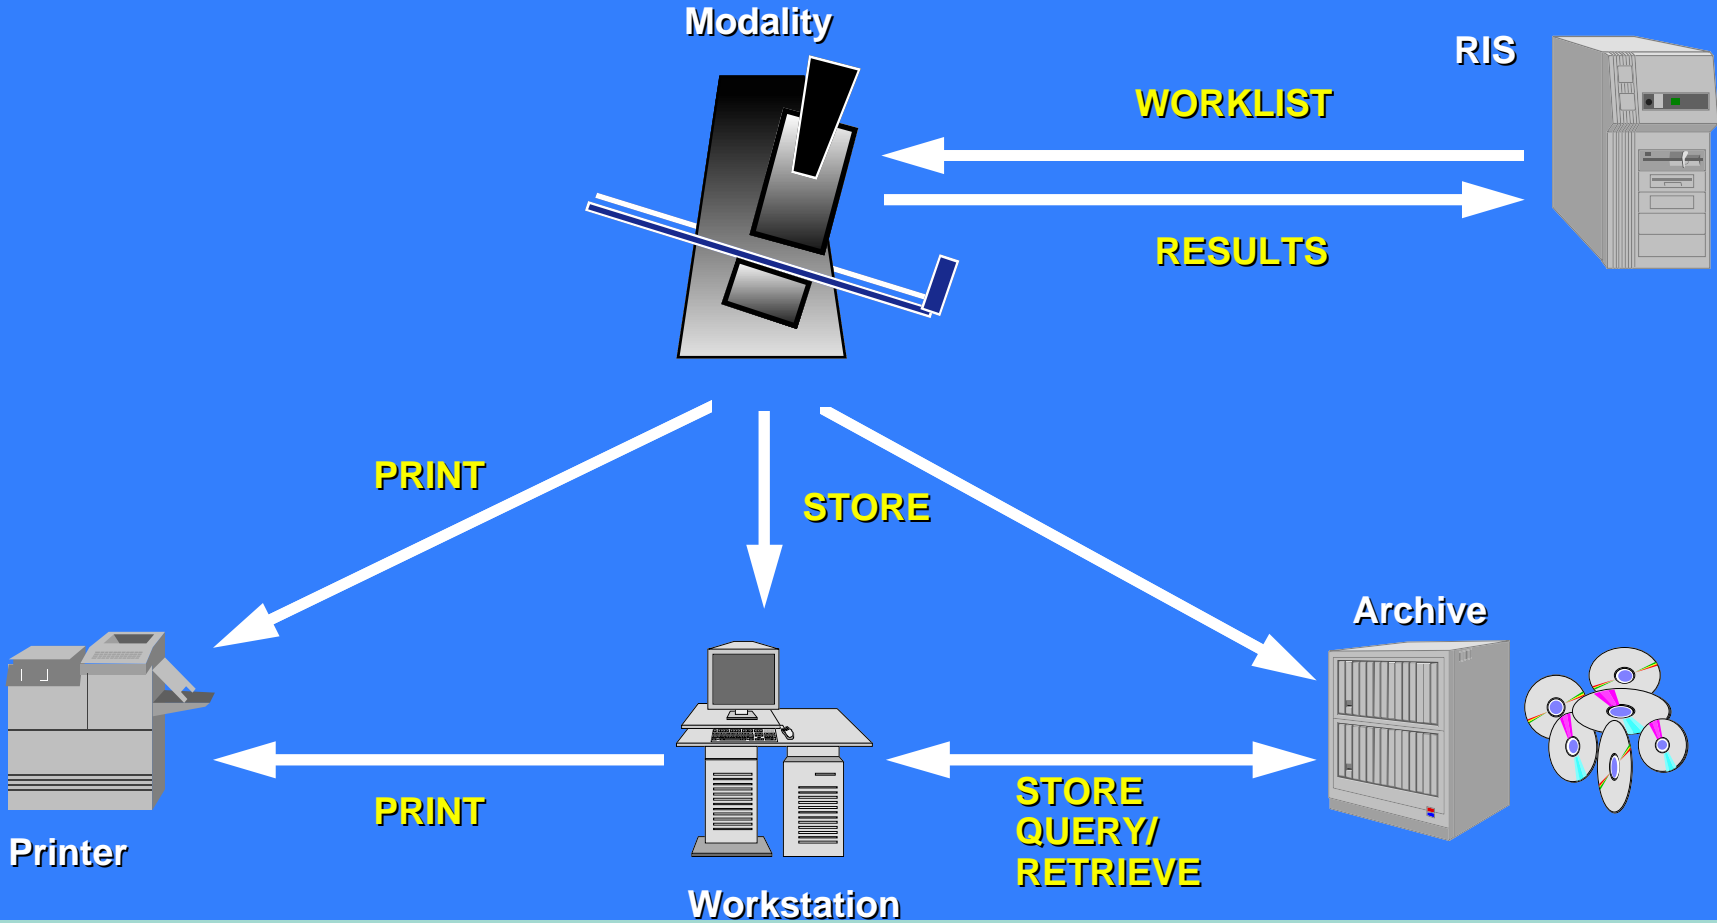 Modality
RIS
WORKLIST
RESULTS
PRINT
STORE
Archive
PRINT
STORE
QUERY/
RETRIEVE
Printer
Workstation